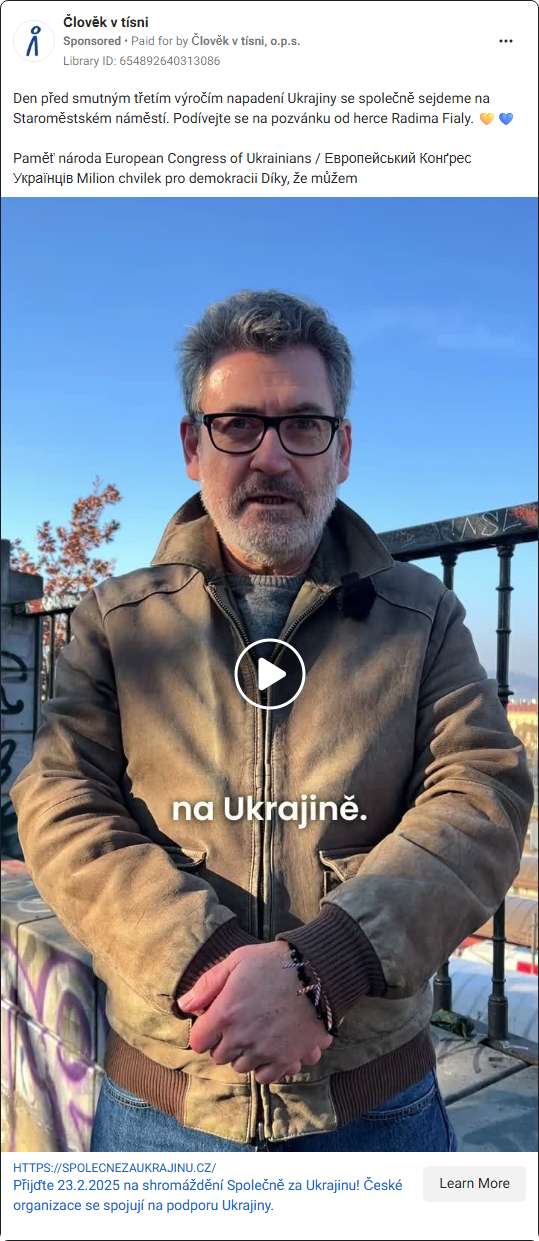 Člověk v tísni
Sponsored • Paid for by Člověk v tísni, o.p.s.
Library ID: 654892640313086
Den před smutným třetím výročím napadení Ukrajiny se společně sejdeme na
Staroměstském náměstí. Podívejte se na pozvánku od herce Radima Fialy. 💛 💙
Paměť národa European Congress of Ukrainians / Європейський Конґрес
Українців Milion chvilek pro demokracii Díky, že můžem
na Ukrajině.
HTTPS://SPOLECNEZAUKRAJINU.CZ/
Přijďte 23.2.2025 na shromáždění Společně za Ukrajinu! České
organizace se spojují na podporu Ukrajiny.
Learn More